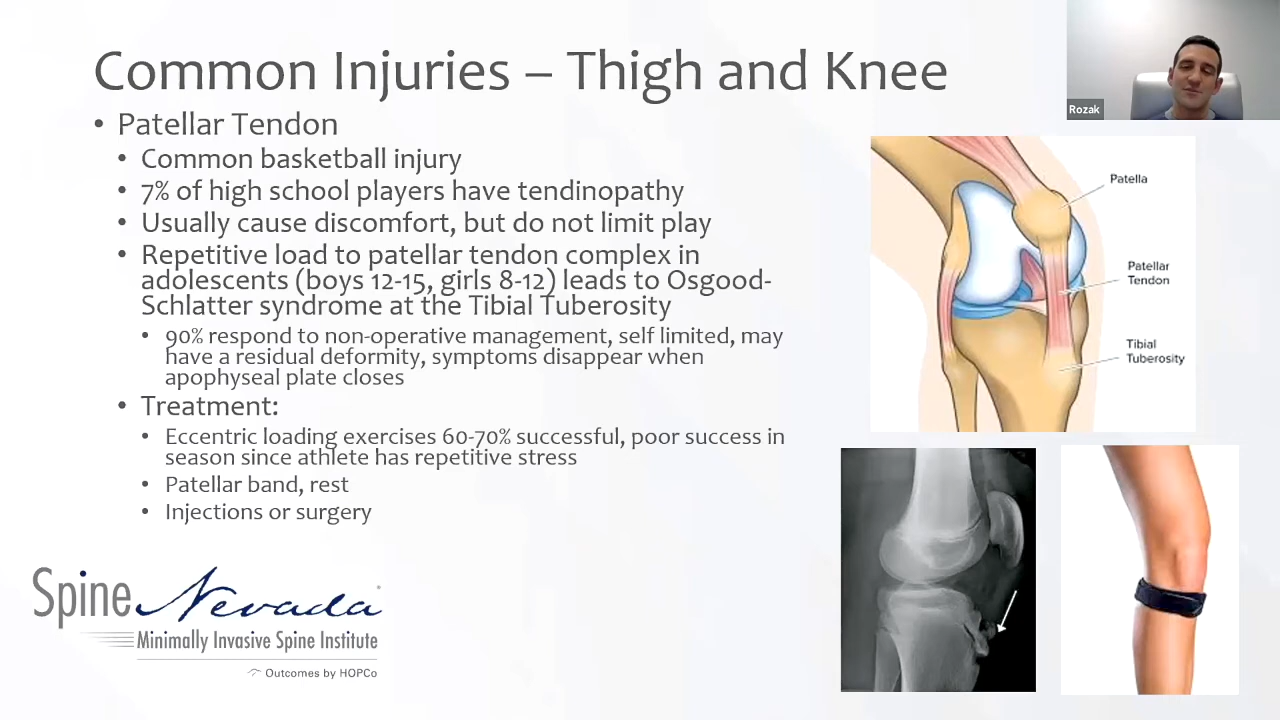 Common Injuries – Thigh and Knee
Rozak
• Patellar Tendon
• Common basketball injury
• 7% of high school players have tendinopathy
• Usually cause discomfort, but do not limit play
• Repetitive load to patellar tendon complex in
adolescents (boys 12-15, girls 8-12) leads to Osgood-
Schlatter syndrome at the Tibial Tuberosity
• 90% respond to non-operative management, self limited, may
have a residual deformity, symptoms disappear when
apophyseal plate closes
• Treatment:
• Eccentric loading exercises 60-70% successful, poor success in
season since athlete has repetitive stress
• Patellar band, rest
• Injections or surgery
Patella
Patellar
Tendon
Tibial
Tuberosity
Spine Nevada
Minimally Invasive Spine Institute
Outcomes by HOPCo